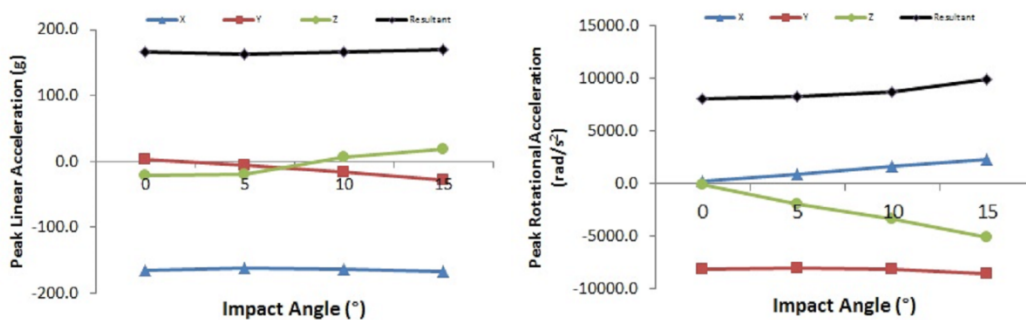 X Y Z Resultant
200.0
100.0
0.0
-100.0
-200.0
0 5 10 15
Peak Linear Acceleration (g)
Impact Angle (°)
X Y Z Resultant
15000.0
10000.0
5000.0
0.0
-5000.0
-10000.0
0 5 10 15
Peak Rotational Acceleration
(rad/s²)
Impact Angle (°)